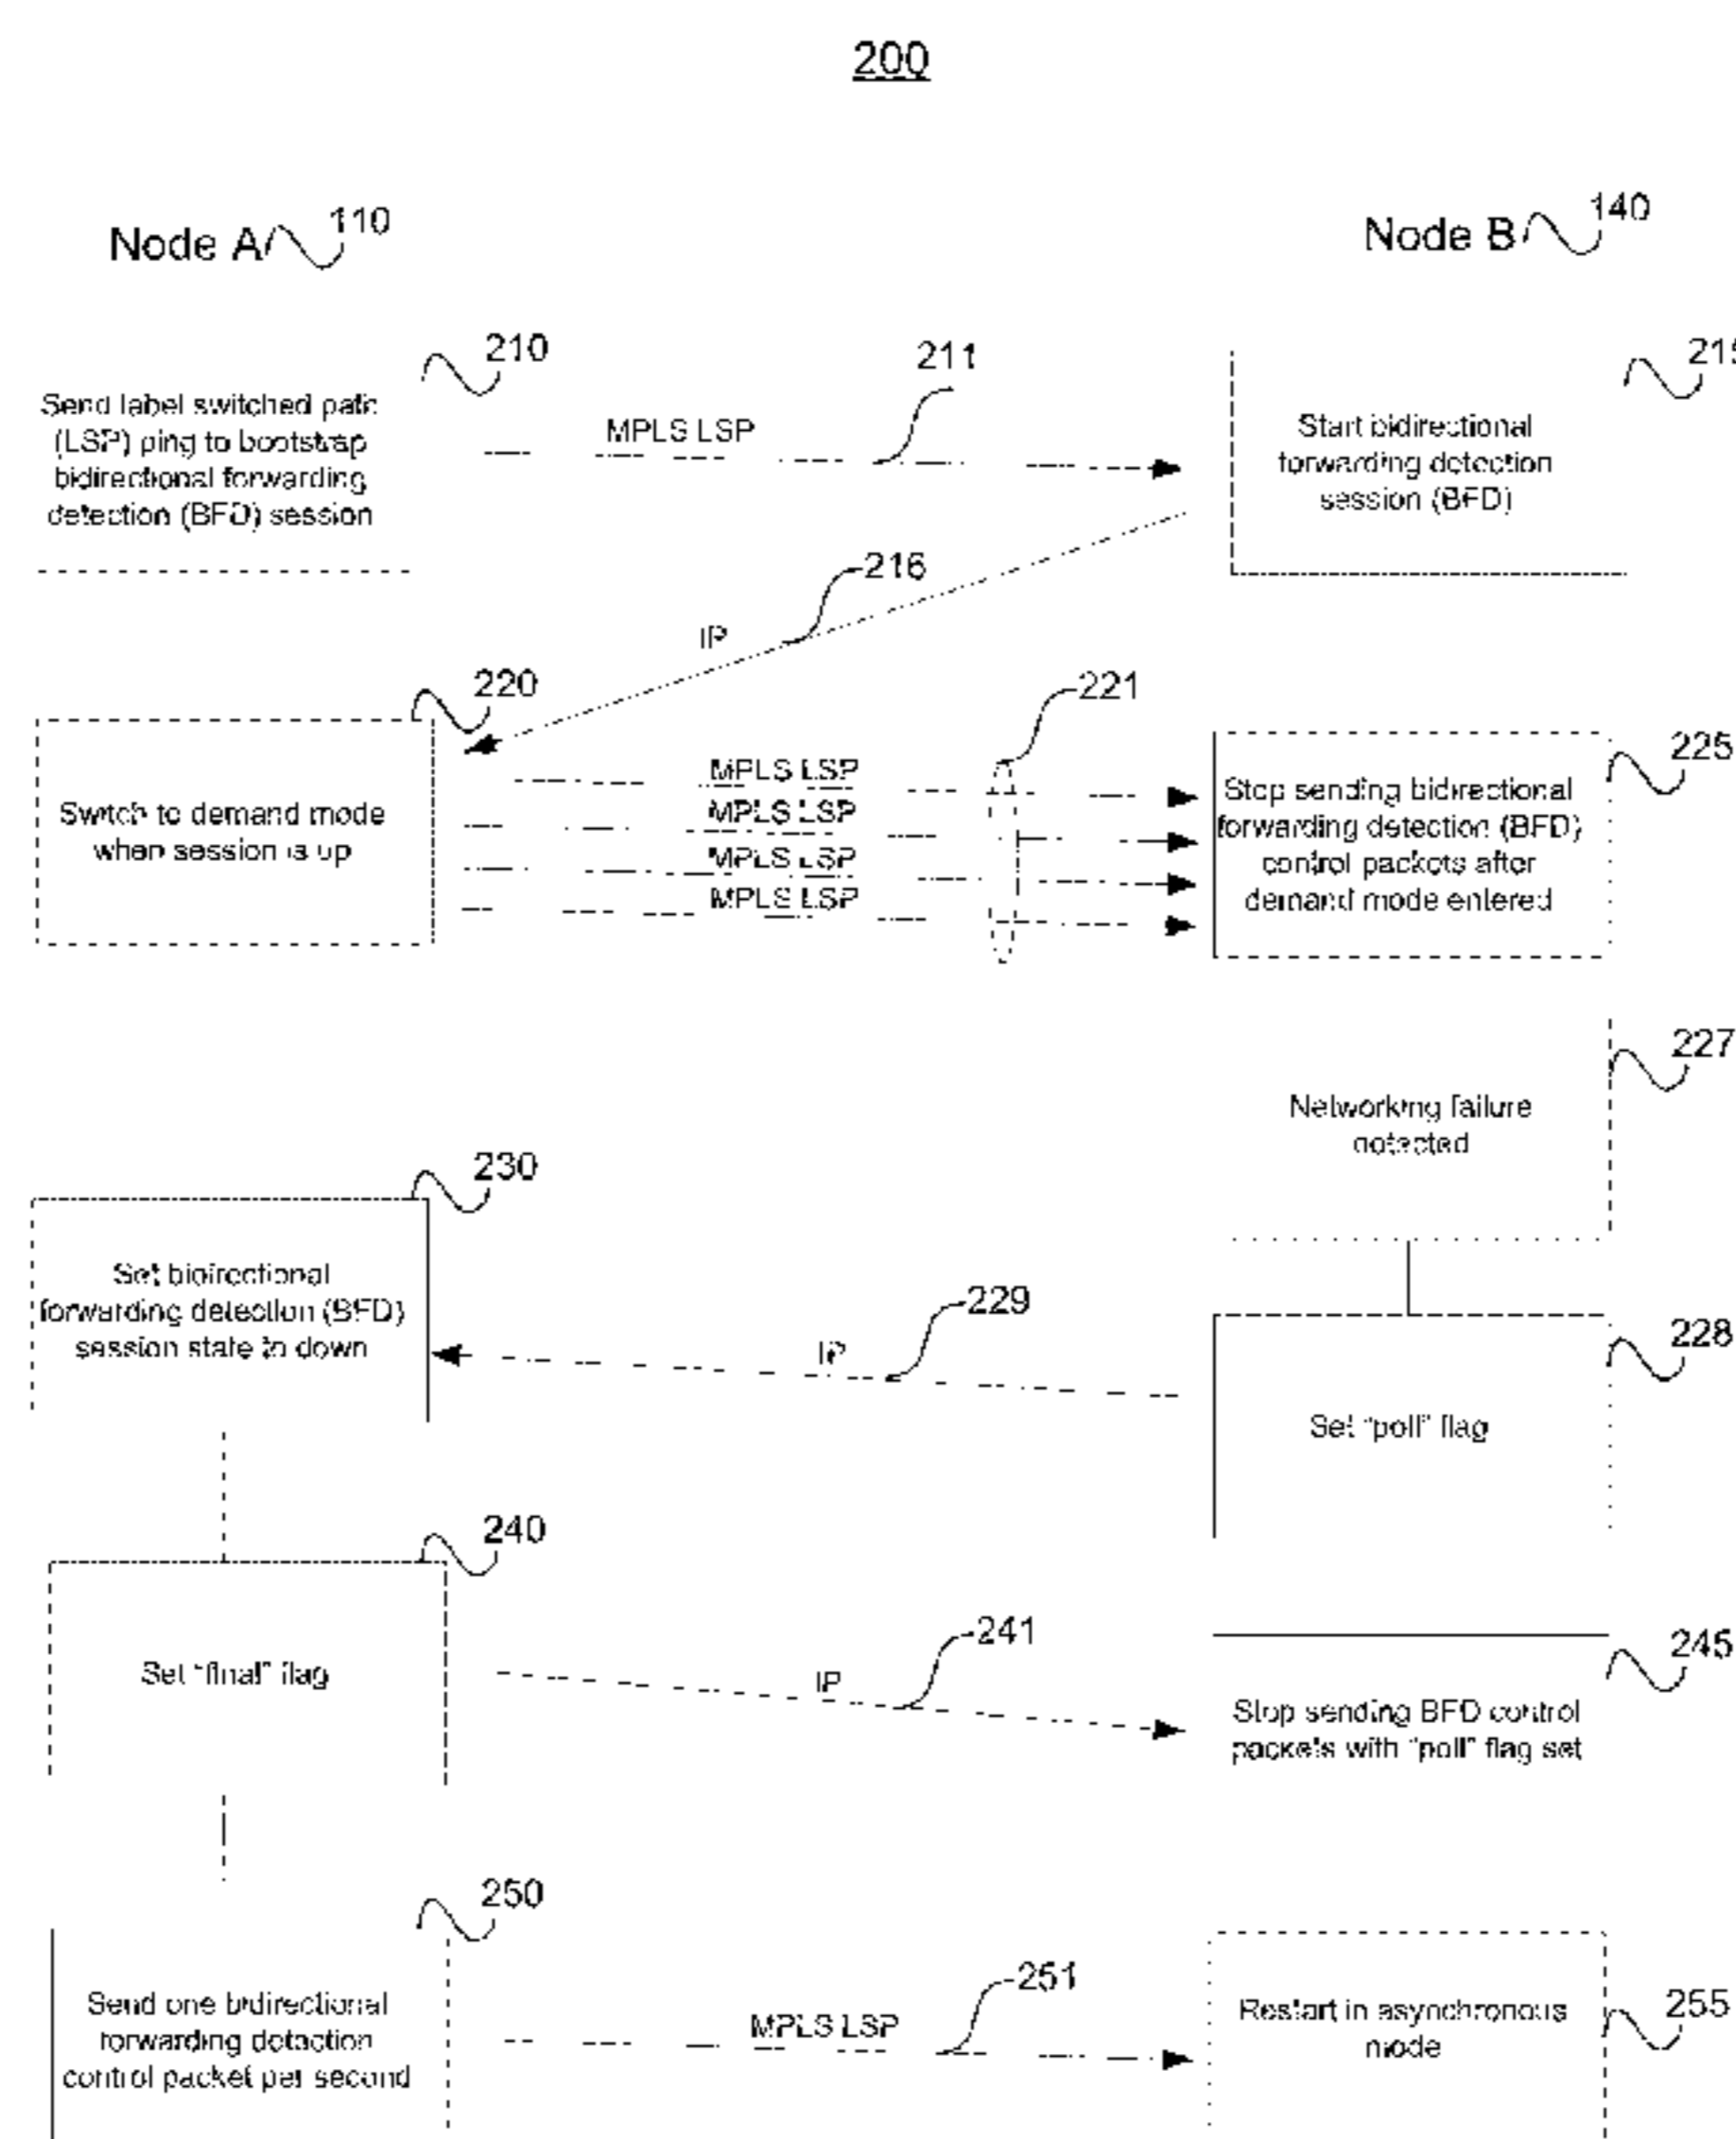 200
Node A
110
Node B
140
210
Send label switched path
(LSP) ping to bootstrap
bidirectional forwarding
detection (BFD) session
MPLS LSP
211
215
Start bidirectional
forwarding detection
session (BFD)
216
IP
220
Switch to demand mode
when session is up
221
MPLS LSP
MPLS LSP
MPLS LSP
MPLS LSP
225
Stop sending bidirectional
forwarding detection (BFD)
control packets after
demand mode entered
227
Networking failure
detected
230
Set bidirectional
forwarding detection (BFD)
session state to down
229
IP
228
Set "poll" flag
240
Set "final" flag
241
IP
245
Stop sending BFD control
packets with "poll" flag set
250
Send one bidirectional
forwarding detection
control packet per second
251
MPLS LSP
255
Restart in asynchronous
mode